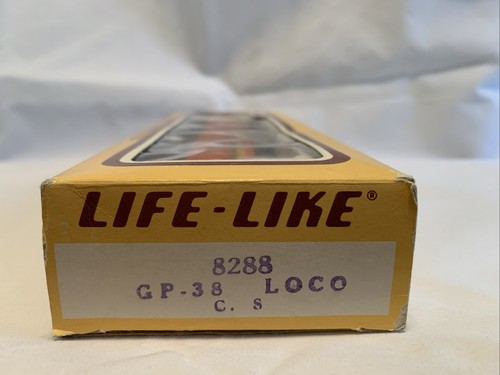 LIFE-LIKE®
8288
GP-38 LOCO
C. S